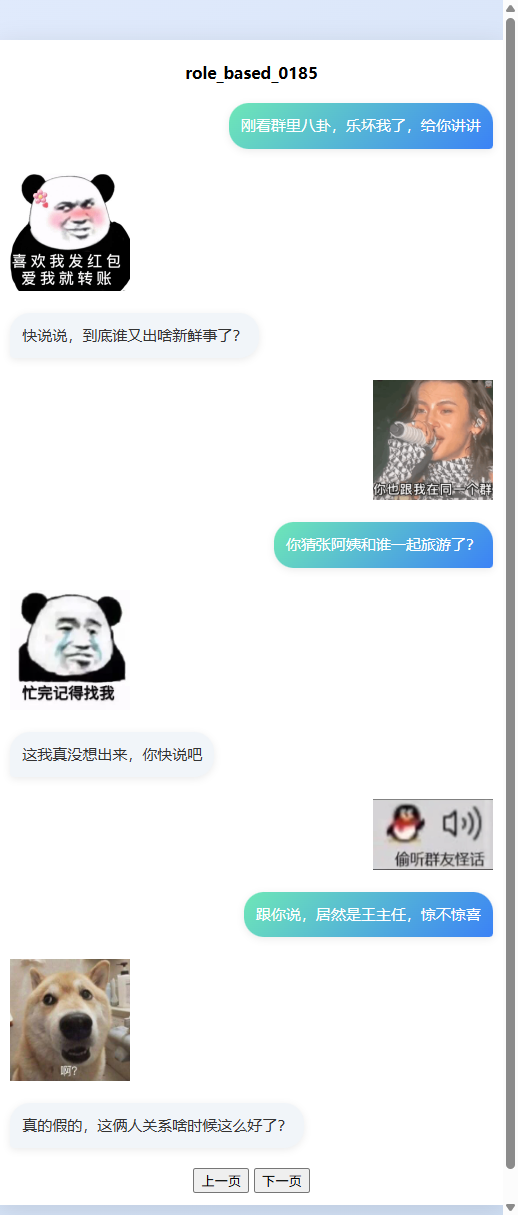 role_based_0185
刚看群里八卦，乐坏我了，给你讲讲
喜欢我发红包
爱我就转账
快说说，到底谁又出啥新鲜事了？
你也跟我在同一个群
你猜张阿姨和谁一起旅游了？
忙完记得找我
这我真没想出来，你快说吧
偷听群友怪话
跟你说，居然是王主任，惊不惊喜
啊?
真的假的，这俩人关系啥时候这么好了？
上一页 下一页